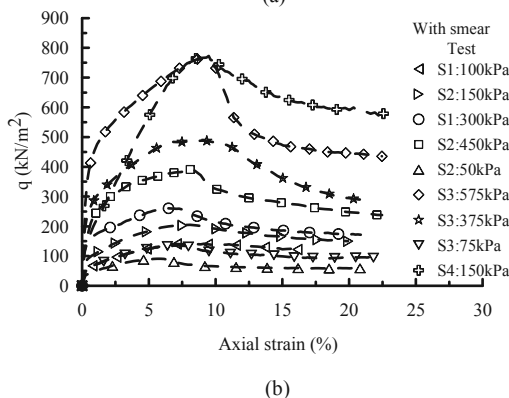 (a)
900
800
700
600
500
400
300
200
100
0
q (kN/m²)
0 5 10 15 20 25 30
Axial strain (%)
With smear
Test
S1:100kPa
S2:150kPa
S1:300kPa
S2:450kPa
S2:50kPa
S3:575kPa
S3:375kPa
S3:75kPa
S4:150kPa
(b)